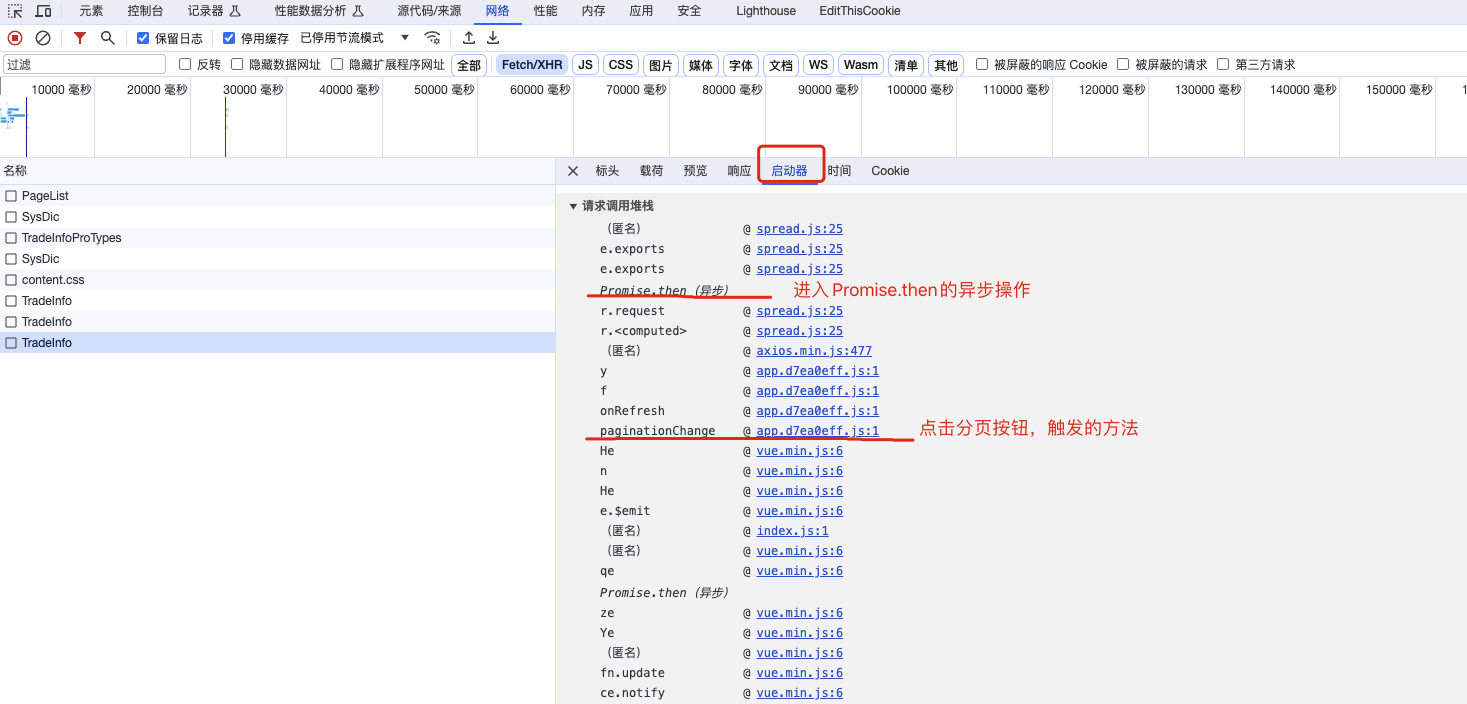 元素 控制台 记录器 性能数据分析 源代码/来源 网络 性能 内存 应用 安全 Lighthouse EditThisCookie
保留日志 停用缓存 已停用节流模式
过滤 反转 隐藏数据网址 隐藏扩展程序网址 全部 Fetch/XHR JS CSS 图片 媒体 字体 文档 WS Wasm 清单 其他 被屏蔽的响应 Cookie 被屏蔽的请求 第三方请求
10000 毫秒 20000 毫秒 30000 毫秒 40000 毫秒 50000 毫秒 60000 毫秒 70000 毫秒 80000 毫秒 90000 毫秒 100000 毫秒 110000 毫秒 120000 毫秒 130000 毫秒 140000 毫秒 150000 毫秒
名称
PageList
SysDic
TradeInfoProTypes
SysDic
content.css
TradeInfo
TradeInfo
TradeInfo
标头 载荷 预览 响应 启动器 时间 Cookie
请求调用堆栈
（匿名） @ spread.js:25
e.exports @ spread.js:25
e.exports @ spread.js:25
Promise.then（异步） 进入Promise.then的异步操作
r.request @ spread.js:25
r.<computed> @ spread.js:25
（匿名） @ axios.min.js:477
y @ app.d7ea0eff.js:1
f @ app.d7ea0eff.js:1
onRefresh @ app.d7ea0eff.js:1
paginationChange @ app.d7ea0eff.js:1 点击分页按钮，触发的方法
He @ vue.min.js:6
n @ vue.min.js:6
He @ vue.min.js:6
e.$emit @ vue.min.js:6
（匿名） @ index.js:1
（匿名） @ vue.min.js:6
qe @ vue.min.js:6
Promise.then（异步）
ze @ vue.min.js:6
Ye @ vue.min.js:6
（匿名） @ vue.min.js:6
fn.update @ vue.min.js:6
ce.notify @ vue.min.js:6